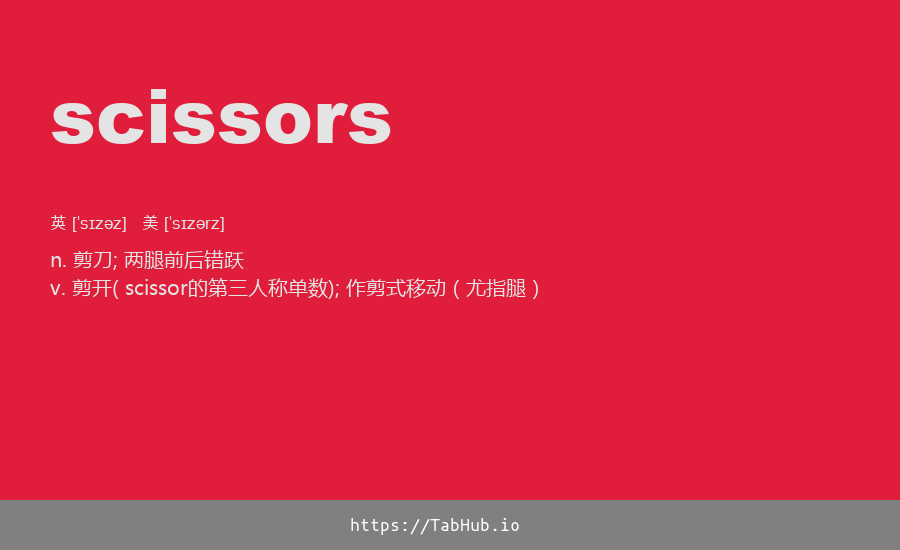 scissors
英 ['sɪzəz] 美 ['sɪzərz]
n. 剪刀; 两腿前后错跃
v. 剪开( scissor的第三人称单数); 作剪式移动 ( 尤指腿 )
https://TabHub.io